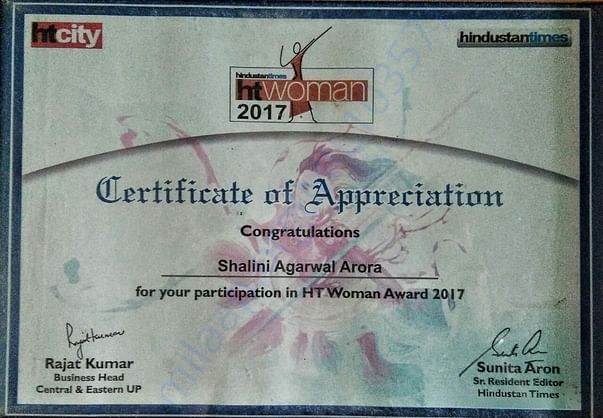 htcity
hindustantimes
hindustantimes
htwoman
2017
Certificate of Appreciation
Congratulations
Shalini Agarwal Arora
for your participation in HT Woman Award 2017
Rajat Kumar
Business Head
Central & Eastern UP
Sunita Aron
Sr. Resident Editor
Hindustan Times